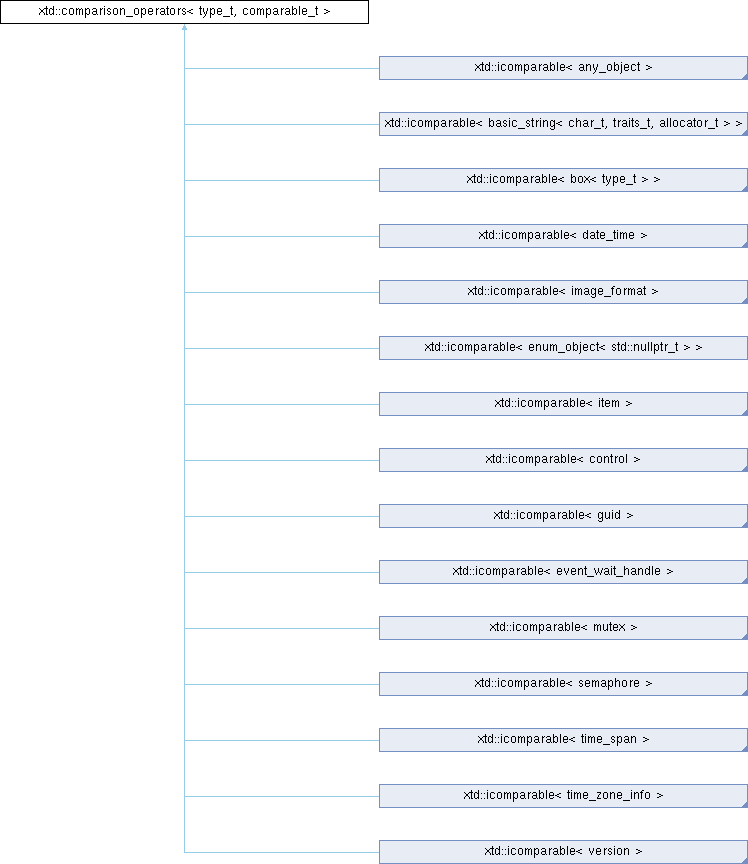 xtd::comparison_operators< type_t, comparable_t >
xtd::icomparable< any_object >
xtd::icomparable< basic_string< char_t, traits_t, allocator_t > >
xtd::icomparable< box< type_t > >
xtd::icomparable< date_time >
xtd::icomparable< image_format >
xtd::icomparable< enum_object< std::nullptr_t > >
xtd::icomparable< item >
xtd::icomparable< control >
xtd::icomparable< guid >
xtd::icomparable< event_wait_handle >
xtd::icomparable< mutex >
xtd::icomparable< semaphore >
xtd::icomparable< time_span >
xtd::icomparable< time_zone_info >
xtd::icomparable< version >